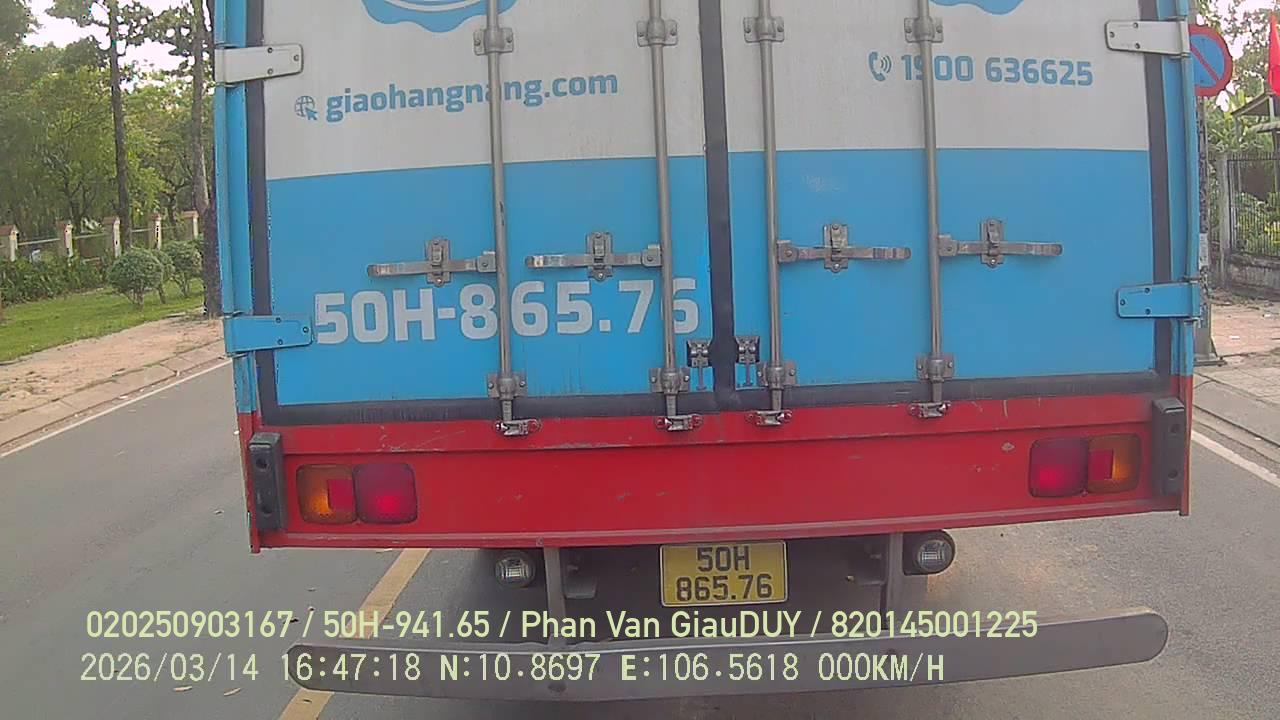 giaohangnang.com
1900 636625
50H-865.76
50H
865.76
020250903167 / 50H-941.65 / Phan Van GiauDUY / 820145001225
2026/03/14 16:47:18 N:10.8697 E:106.5618 000KM/H